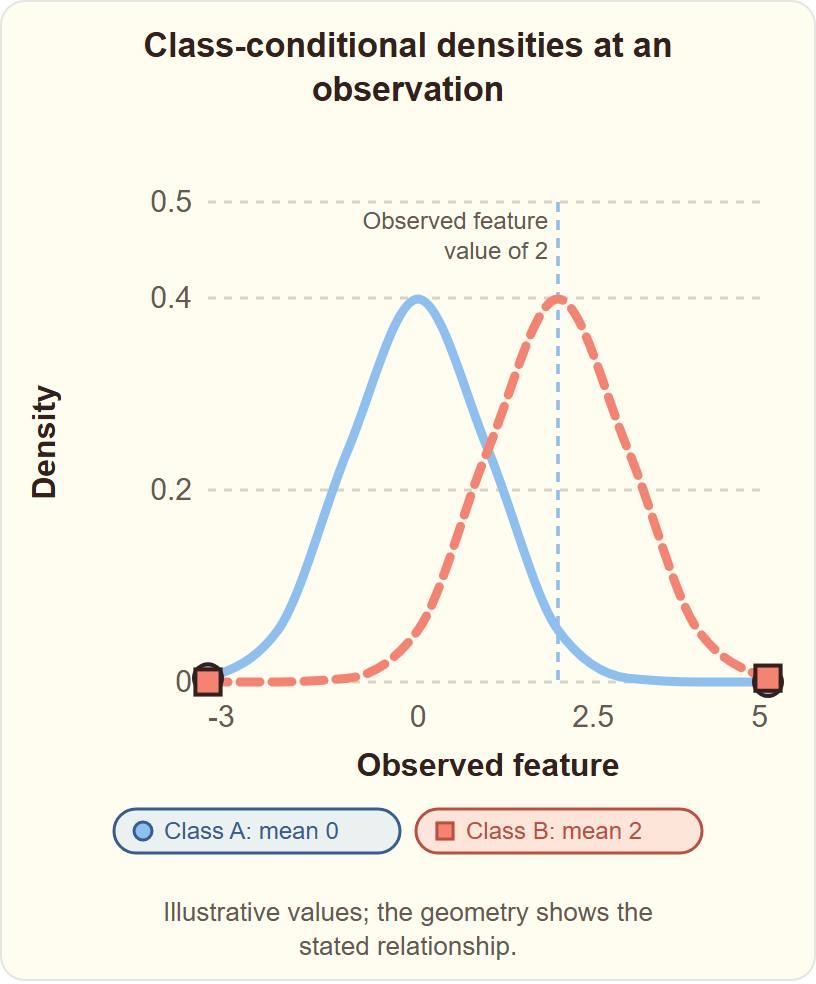 Class-conditional densities at an
observation
0.5
Observed feature
value of 2
0.4
Density
0.2
0
-3
0
2.5
5
Observed feature
Class A: mean 0
Class B: mean 2
Illustrative values; the geometry shows the
stated relationship.